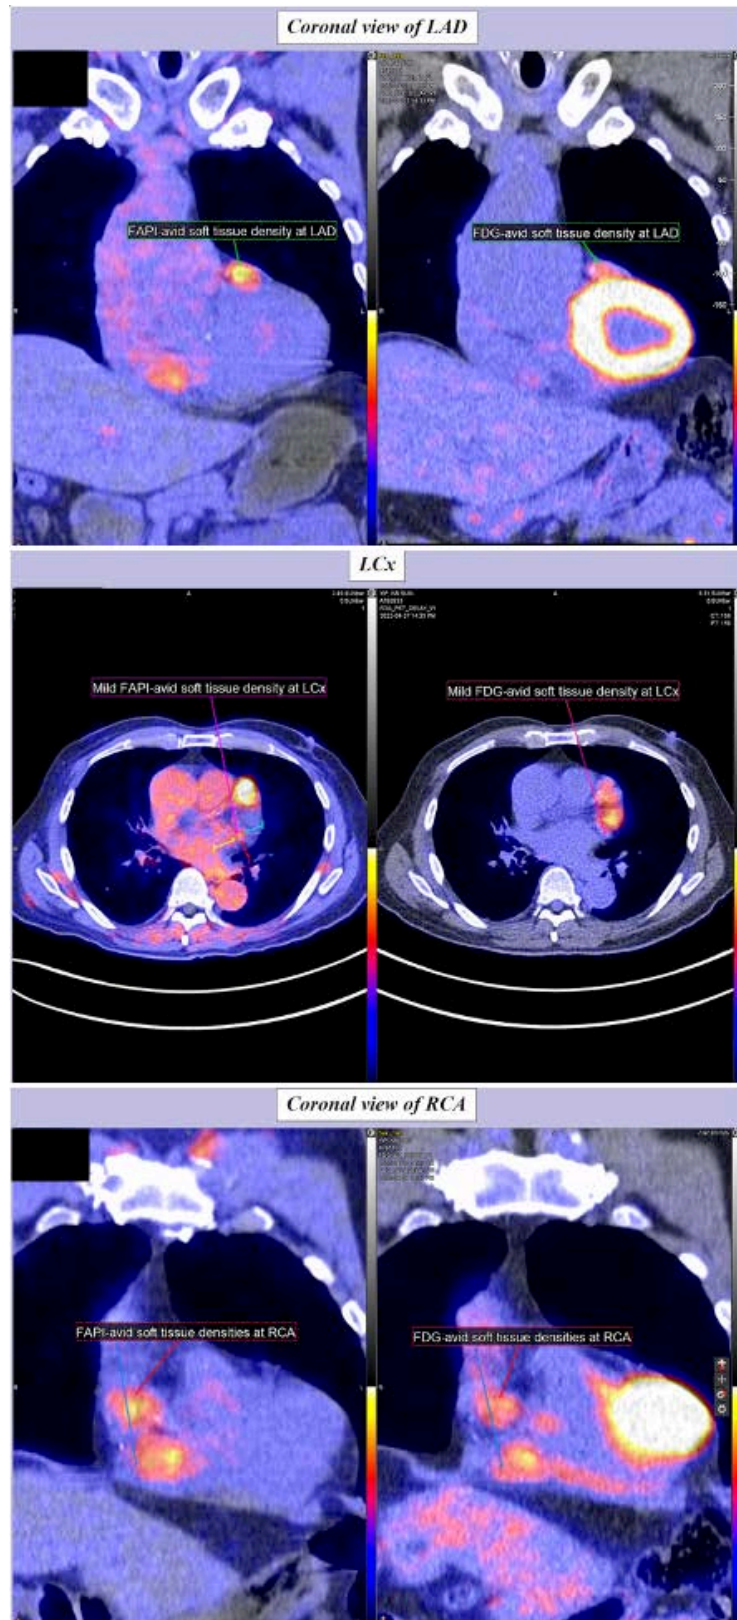 Coronal view of LAD
FAPI-avid soft tissue density at LAD
FDG-avid soft tissue density at LAD
LCx
Mild FAPI-avid soft tissue density at LCx
Mild FDG-avid soft tissue density at LCx
Coronal view of RCA
FAPI-avid soft tissue densities at RCA
FDG-avid soft tissue densities at RCA